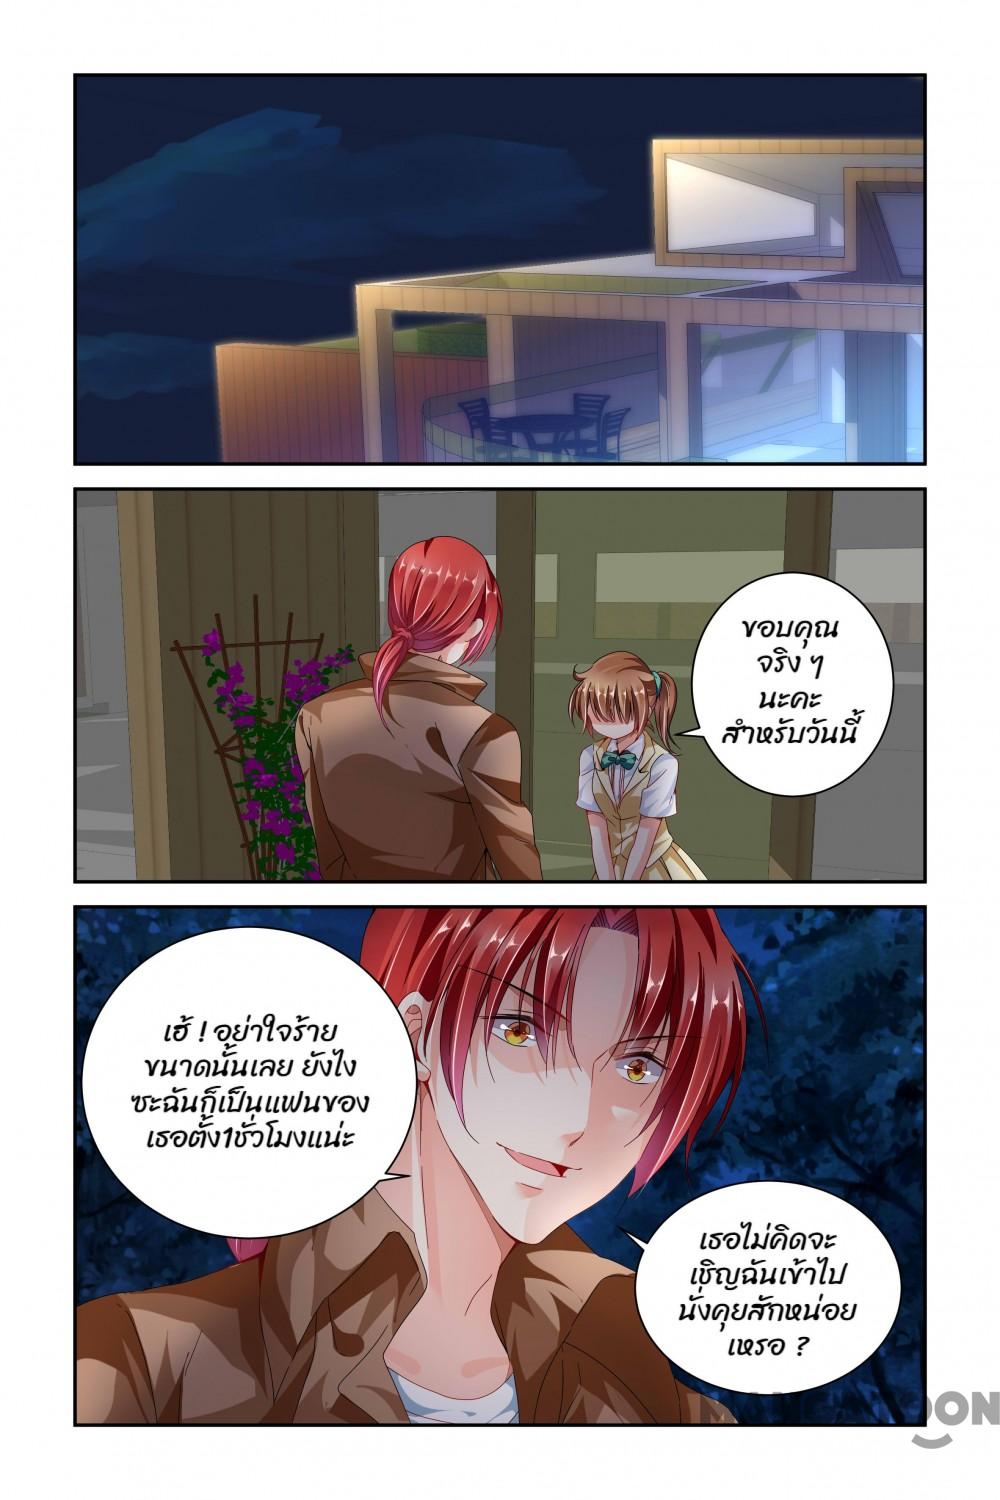 ขอบคุณ
จริง ๆ
นะคะ
สำหรับวันนี้
เฮ้ ! อย่าใจร้าย
ขนาดนั้นเลย ยังไง
ซะฉันก็เป็นแฟนของ
เธอตั้ง1ชั่วโมงแน่ะ
เธอไม่คิดจะ
เชิญฉันเข้าไป
นั่งคุยสักหน่อย
เหรอ ?